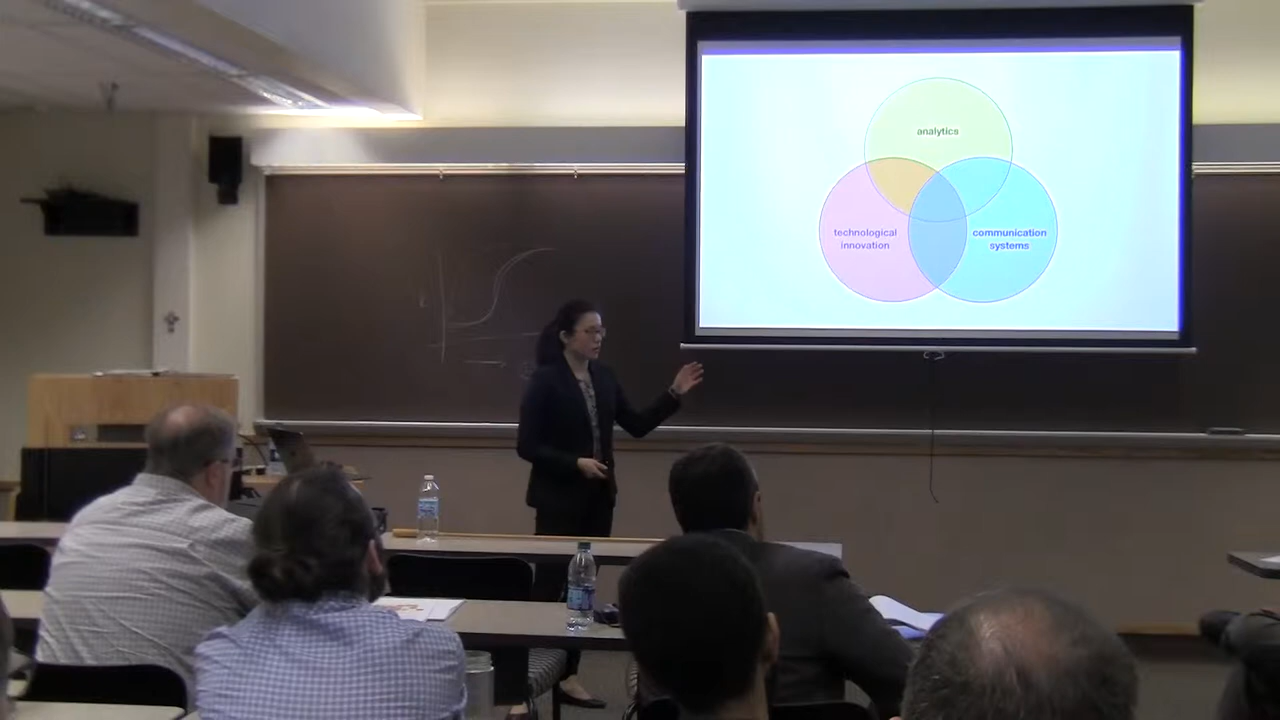 analytics
technological
innovation
communication
systems